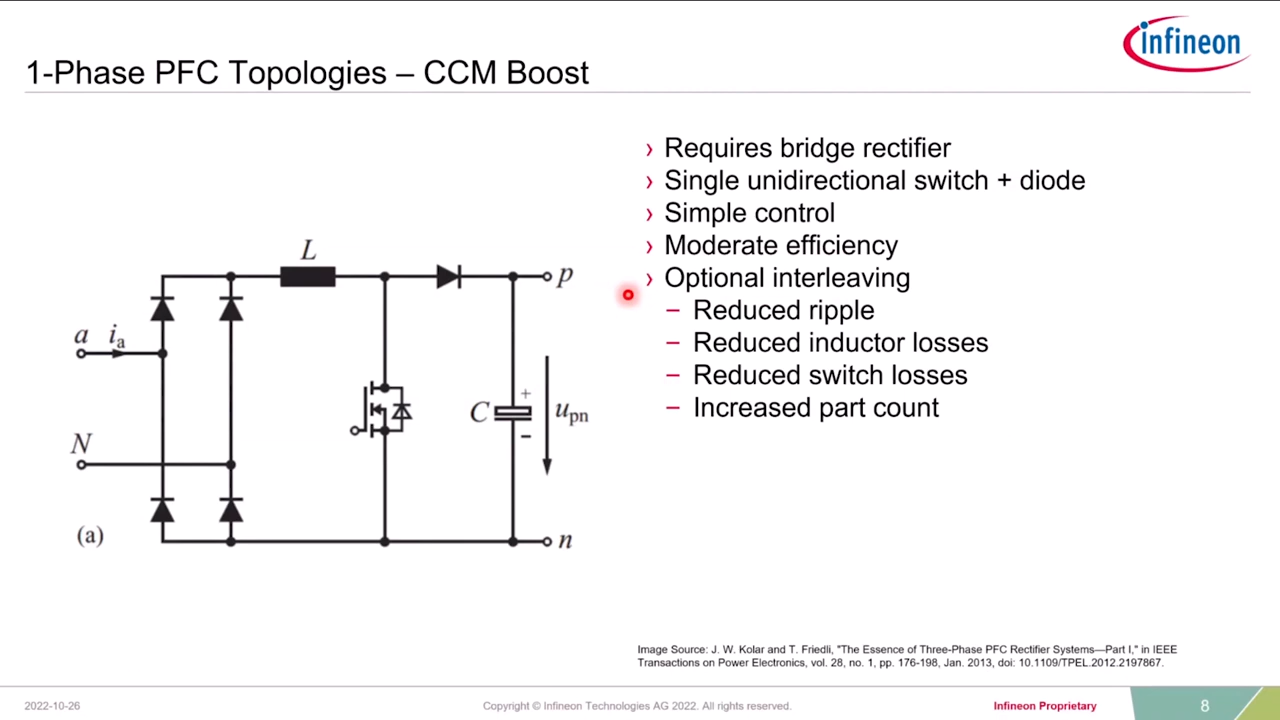 infineon
1-Phase PFC Topologies – CCM Boost
› Requires bridge rectifier
› Single unidirectional switch + diode
› Simple control
› Moderate efficiency
› Optional interleaving
– Reduced ripple
– Reduced inductor losses
– Reduced switch losses
– Increased part count
L
p
a ia
+
C
upn
–
N
(a)
n
Image Source: J. W. Kolar and T. Friedli, "The Essence of Three-Phase PFC Rectifier Systems—Part I," in IEEE
Transactions on Power Electronics, vol. 28, no. 1, pp. 176-198, Jan. 2013, doi: 10.1109/TPEL.2012.2197867.
2022-10-26
Copyright © Infineon Technologies AG 2022. All rights reserved.
Infineon Proprietary
8